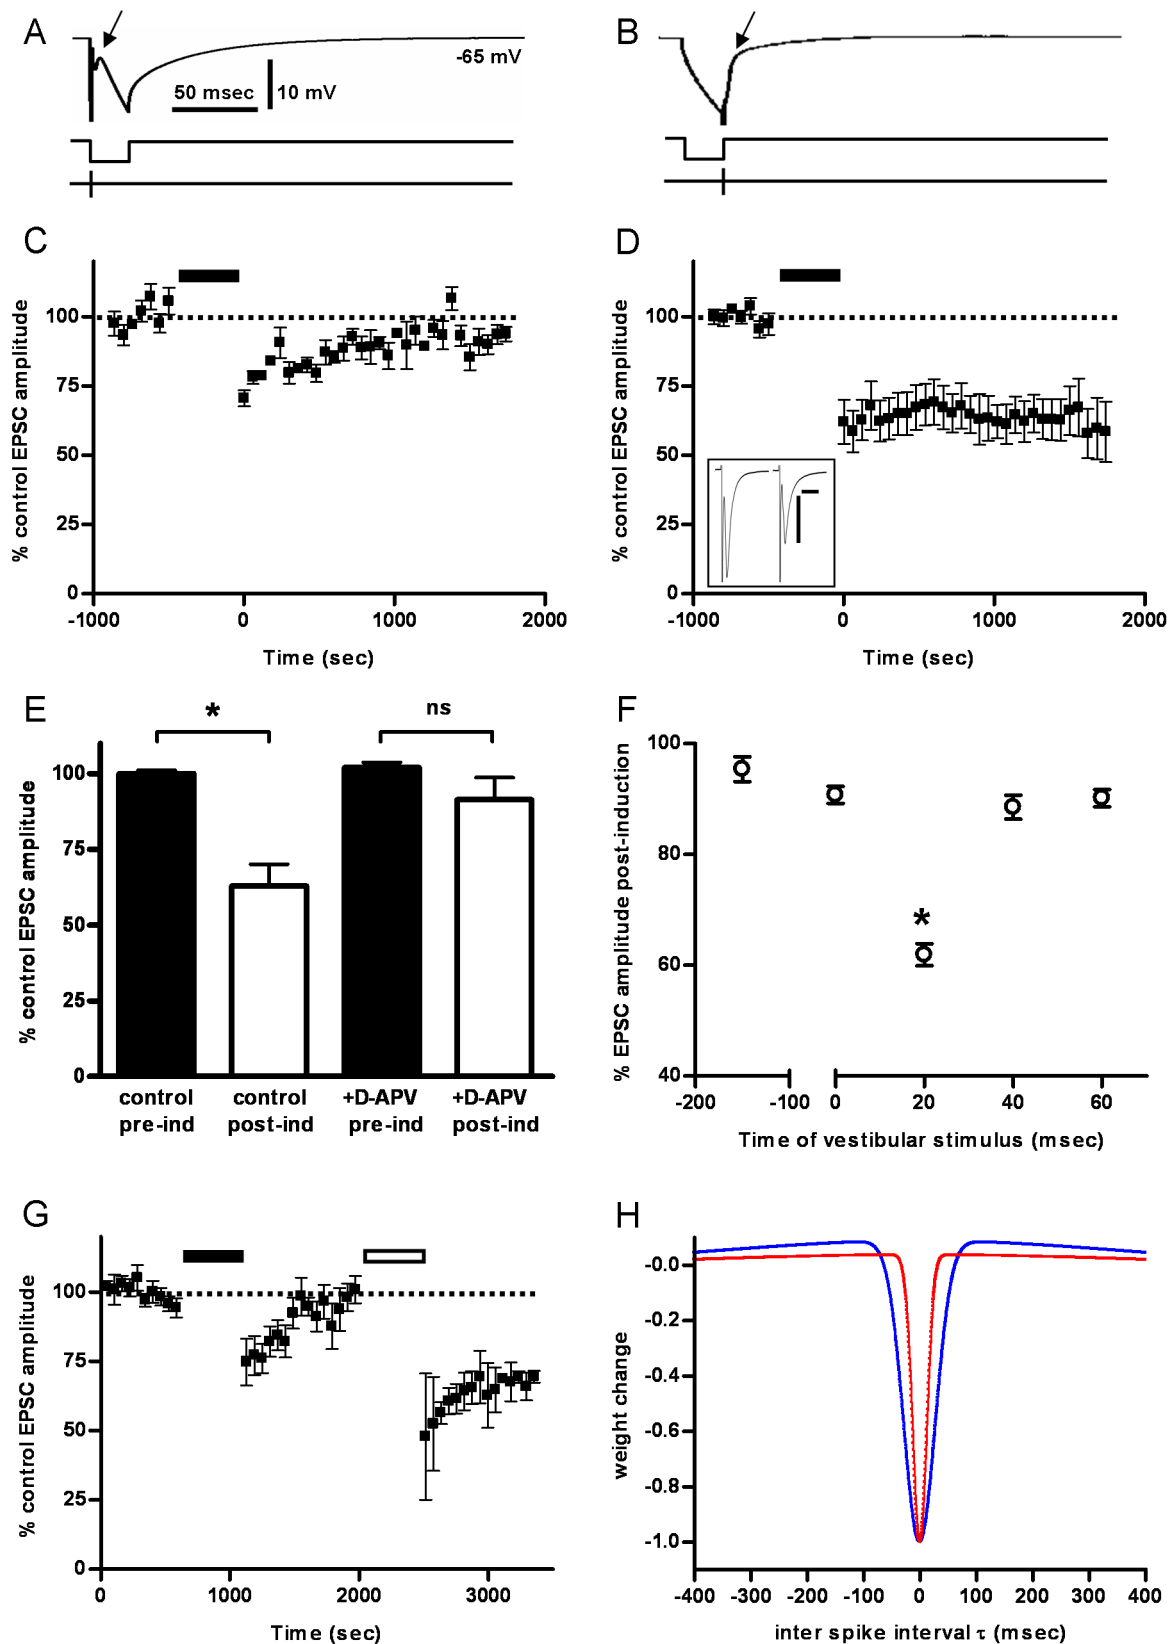 A
B
-65 mV
50 msec
10 mV
C
D
% control EPSC amplitude
100
75
50
25
0
-1000
0
1000
2000
Time (sec)
% control EPSC amplitude
100
75
50
25
0
-1000
0
1000
2000
Time (sec)
E
F
% control EPSC amplitude
100
75
50
25
0
*
ns
control
pre-ind
control
post-ind
+D-APV
pre-ind
+D-APV
post-ind
% EPSC amplitude post-induction
100
80
60
40
*
-200
-100
0
20
40
60
Time of vestibular stimulus (msec)
G
H
% control EPSC amplitude
100
75
50
25
0
0
1000
2000
3000
Time (sec)
weight change
-0.0
-0.2
-0.4
-0.6
-0.8
-1.0
-400
-300
-200
-100
0
100
200
300
400
inter spike interval τ (msec)